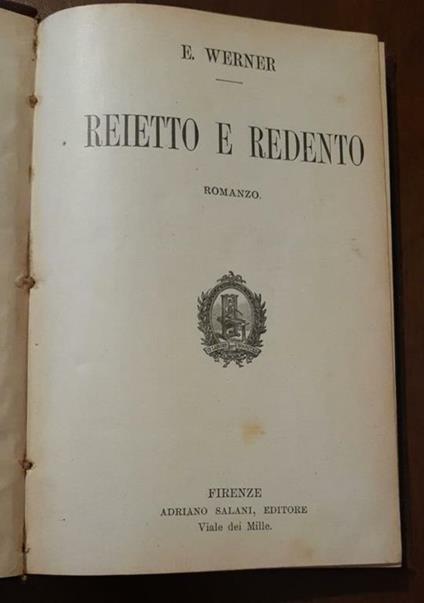 E. WERNER
REIETTO E REDENTO
ROMANZO.
FIRENZE
ADRIANO SALANI, EDITORE
Viale dei Mille.